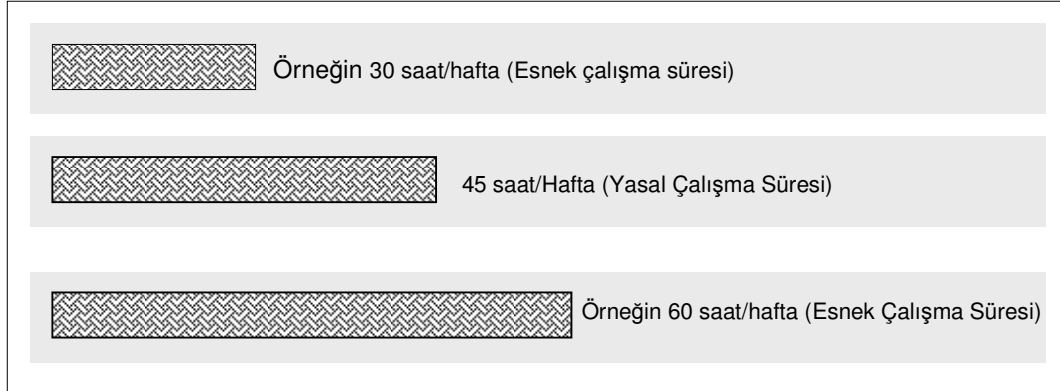 Örneğin 30 saat/hafta (Esnek çalışma süresi)
45 saat/Hafta (Yasal Çalışma Süresi)
Örneğin 60 saat/hafta (Esnek Çalışma Süresi)